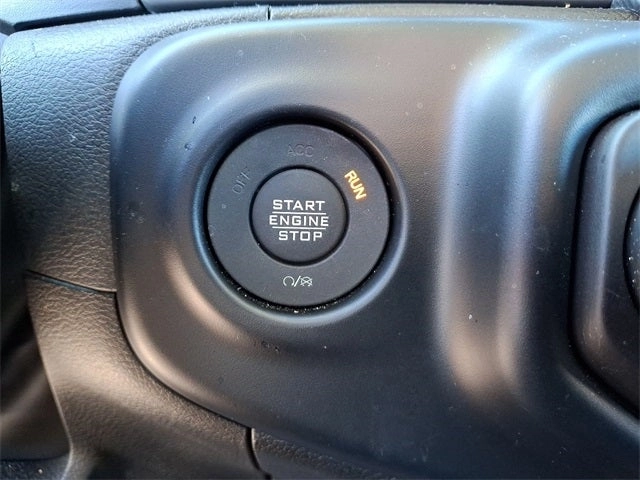 ACC
OFF
RUN
START
ENGINE
STOP